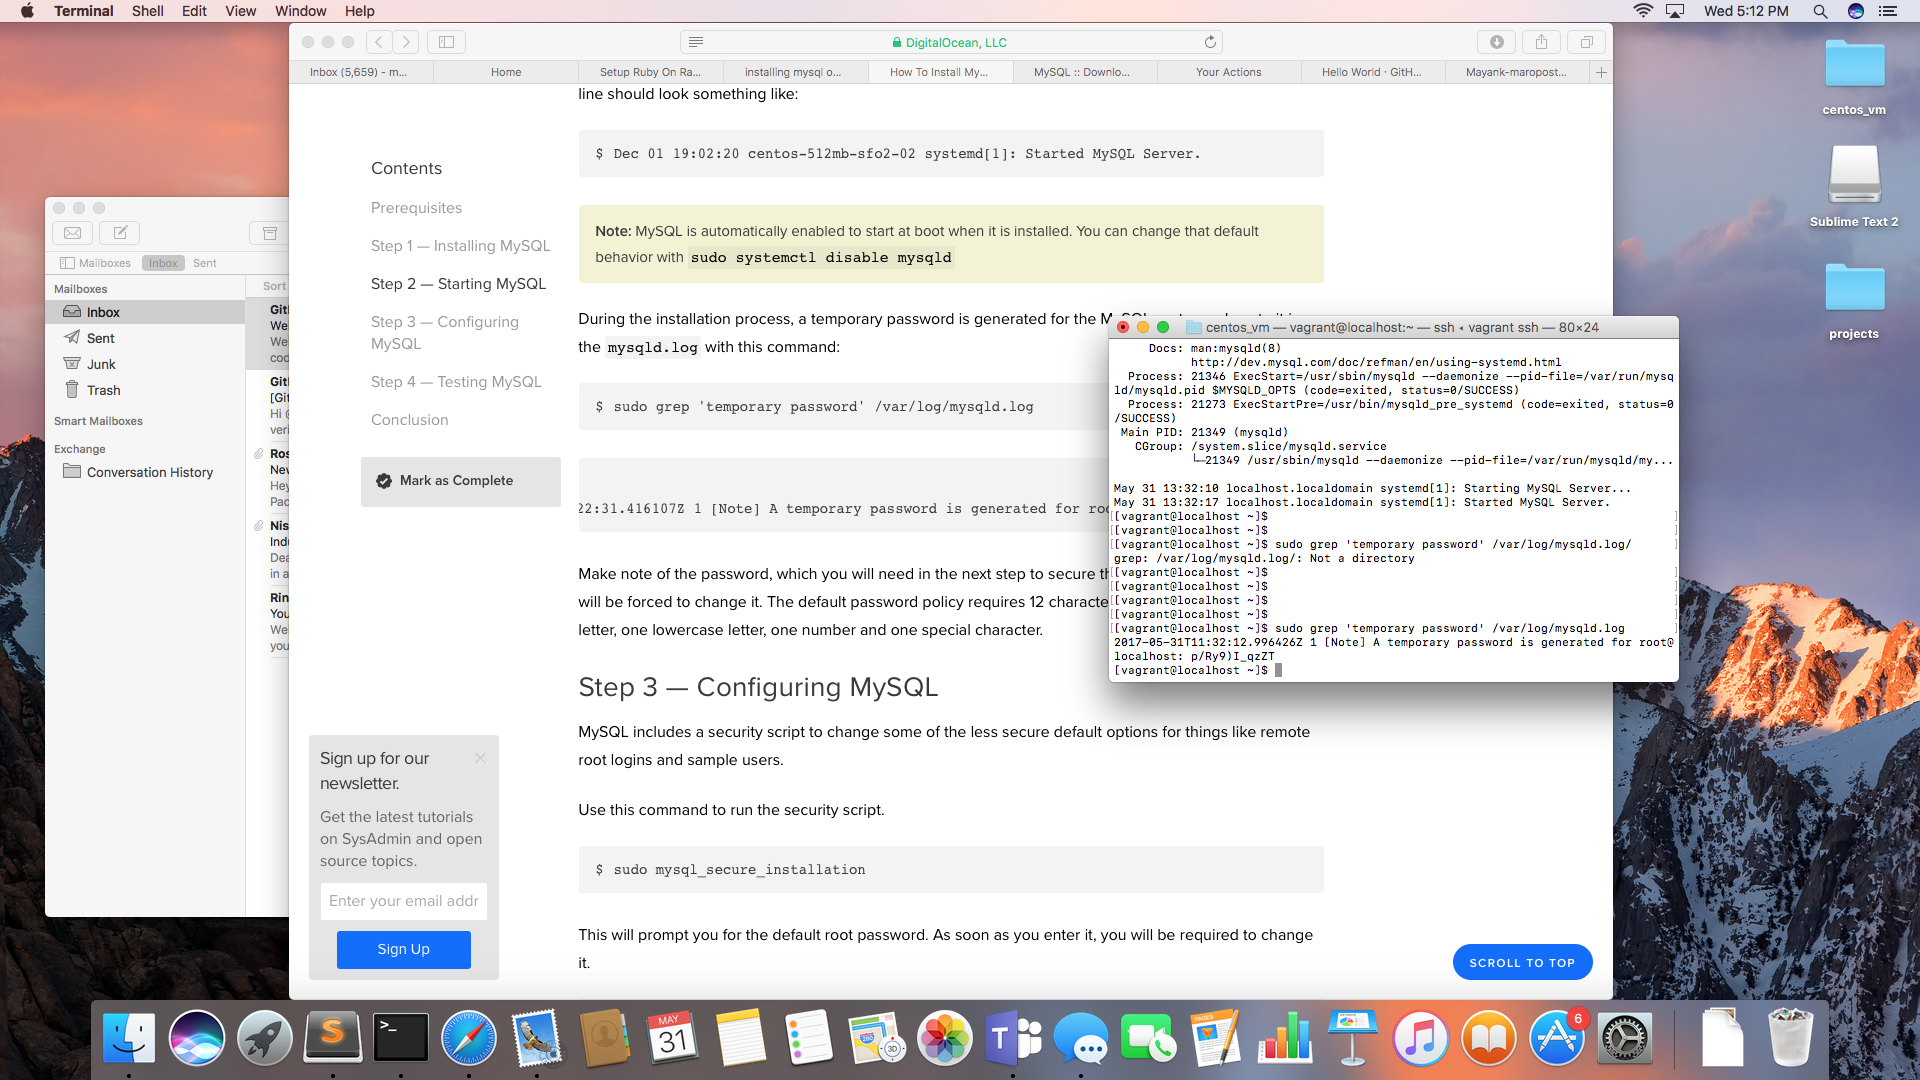 Terminal Shell Edit View Window Help
Wed 5:12 PM
DigitalOcean, LLC
Inbox (5,659) - m...
Home
Setup Ruby On Ra...
installing mysql o...
How To Install My...
MySQL :: Downlo...
Your Actions
Hello World · GitH...
Mayank-maropost...
Mailboxes Inbox Sent
Mailboxes
Inbox
Sent
Junk
Trash
Smart Mailboxes
Exchange
Conversation History
Sort
Wel
Hi
veri
Ros
New
Hey
Pac
Nis
Ind
Dea
in a
Rin
You
We
you
Contents
Prerequisites
Step 1 — Installing MySQL
Step 2 — Starting MySQL
Step 3 — Configuring
MySQL
Step 4 — Testing MySQL
Conclusion
Mark as Complete
Sign up for our
newsletter.
Get the latest tutorials
on SysAdmin and open
source topics.
Enter your email addr
Sign Up
line should look something like:
$ Dec 01 19:02:20 centos-512mb-sfo2-02 systemd[1]: Started MySQL Server.
Note: MySQL is automatically enabled to start at boot when it is installed. You can change that default
behavior with sudo systemctl disable mysqld
During the installation process, a temporary password is generated for the
the mysqld.log with this command:
$ sudo grep 'temporary password' /var/log/mysqld.log
22:31.416107Z 1 [Note] A temporary password is generated for roo
Make note of the password, which you will need in the next step to secure th
will be forced to change it. The default password policy requires 12 characte
letter, one lowercase letter, one number and one special character.
Step 3 — Configuring MySQL
MySQL includes a security script to change some of the less secure default options for things like remote
root logins and sample users.
Use this command to run the security script.
$ sudo mysql_secure_installation
This will prompt you for the default root password. As soon as you enter it, you will be required to change
it.
SCROLL TO TOP
centos_vm — vagrant@localhost:~ — ssh ◂ vagrant ssh — 80×24
Docs: man:mysqld(8)
http://dev.mysql.com/doc/refman/en/using-systemd.html
Process: 21346 ExecStart=/usr/sbin/mysqld --daemonize --pid-file=/var/run/mysq
ld/mysqld.pid $MYSQLD_OPTS (code=exited, status=0/SUCCESS)
Process: 21273 ExecStartPre=/usr/bin/mysqld_pre_systemd (code=exited, status=0
/SUCCESS)
Main PID: 21349 (mysqld)
CGroup: /system.slice/mysqld.service
└─21349 /usr/sbin/mysqld --daemonize --pid-file=/var/run/mysqld/my...
May 31 13:32:10 localhost.localdomain systemd[1]: Starting MySQL Server...
May 31 13:32:17 localhost.localdomain systemd[1]: Started MySQL Server.
[[vagrant@localhost ~]$ ]
[[vagrant@localhost ~]$ ]
[[vagrant@localhost ~]$ sudo grep 'temporary password' /var/log/mysqld.log/ ]
grep: /var/log/mysqld.log/: Not a directory
[[vagrant@localhost ~]$ ]
[[vagrant@localhost ~]$ ]
[[vagrant@localhost ~]$ ]
[[vagrant@localhost ~]$ ]
[[vagrant@localhost ~]$ sudo grep 'temporary password' /var/log/mysqld.log ]
2017-05-31T11:32:12.996426Z 1 [Note] A temporary password is generated for root@
localhost: p/Ry9)I_qzZT
[vagrant@localhost ~]$
centos_vm
Sublime Text 2
projects
MAY
31
PAGES
6